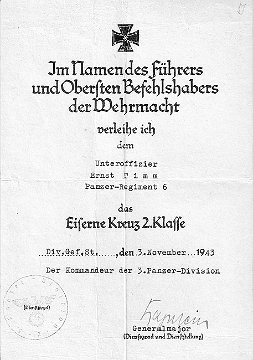 Im Namen des Führers
und Obersten Befehlshabers
der Wehrmacht
verleihe ich
dem
Unteroffizier
Ernst Timm
Panzer-Regiment 6
das
Eiserne Kreuz 2.Klasse
Div.Gef.St. ,den 3.November 1943
Der Kommandeur der 3.Panzer-Division
(Dienstsiegel)
Generalmajor
(Dienstgrad und Dienststellung)